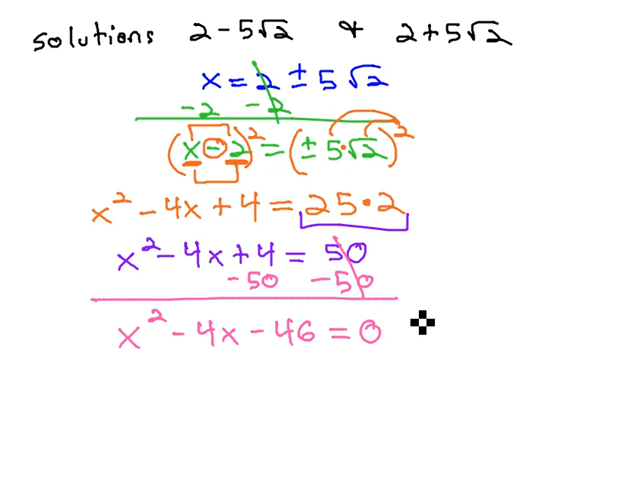 solutions 2 - 5√2 & 2 + 5√2
x = 2 ± 5 √2
-2 -2
(x - 2)² = (± 5 · √2)²
x² - 4x + 4 = 25 · 2
x² - 4x + 4 = 50
-50 -50
x² - 4x - 46 = 0